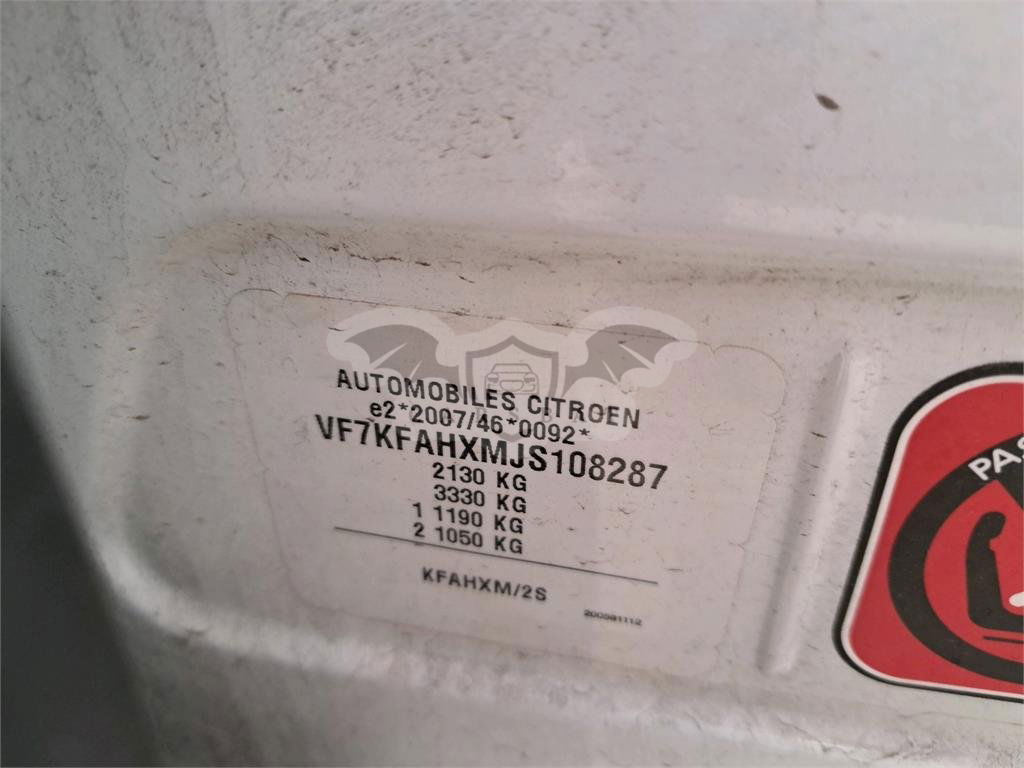 AUTOMOBILES CITROEN
e2*2007/46*0092*
VF7KFAHXMJS108287
2130 KG
3330 KG
1 1190 KG
2 1050 KG
KFAHXM/2S
PAS